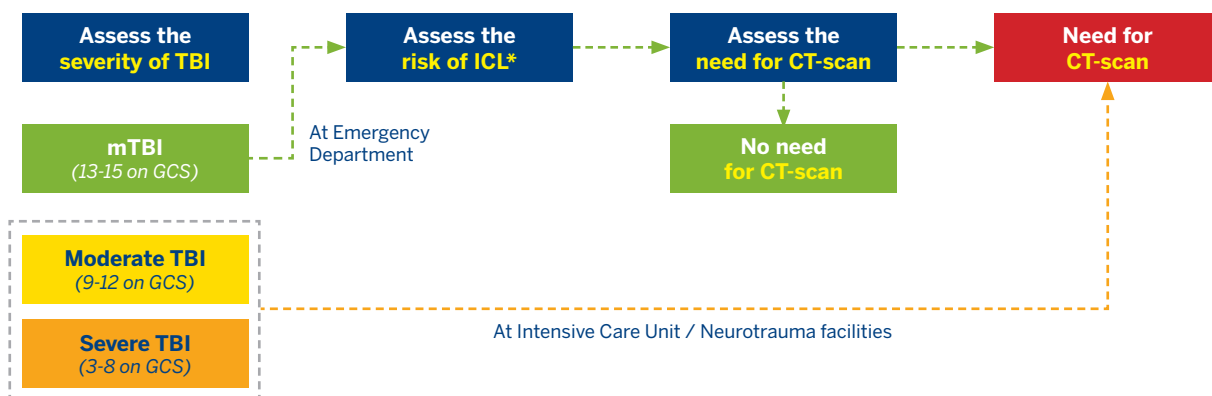 Assess the
severity of TBI
Assess the
risk of ICL*
Assess the
need for CT-scan
Need for
CT-scan
mTBI
(13-15 on GCS)
At Emergency
Department
No need
for CT-scan
Moderate TBI
(9-12 on GCS)
Severe TBI
(3-8 on GCS)
At Intensive Care Unit / Neurotrauma facilities